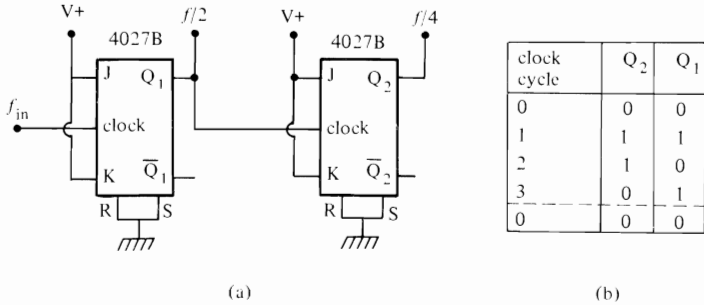 V+ f/2 V+ f/4
4027B 4027B
J Q1 J Q2
fin clock clock
K Q̅1 K Q̅2
R S R S
(a)
clock cycle Q2 Q1
0 0 0
1 1 1
2 1 0
3 0 1
0 0 0
(b)